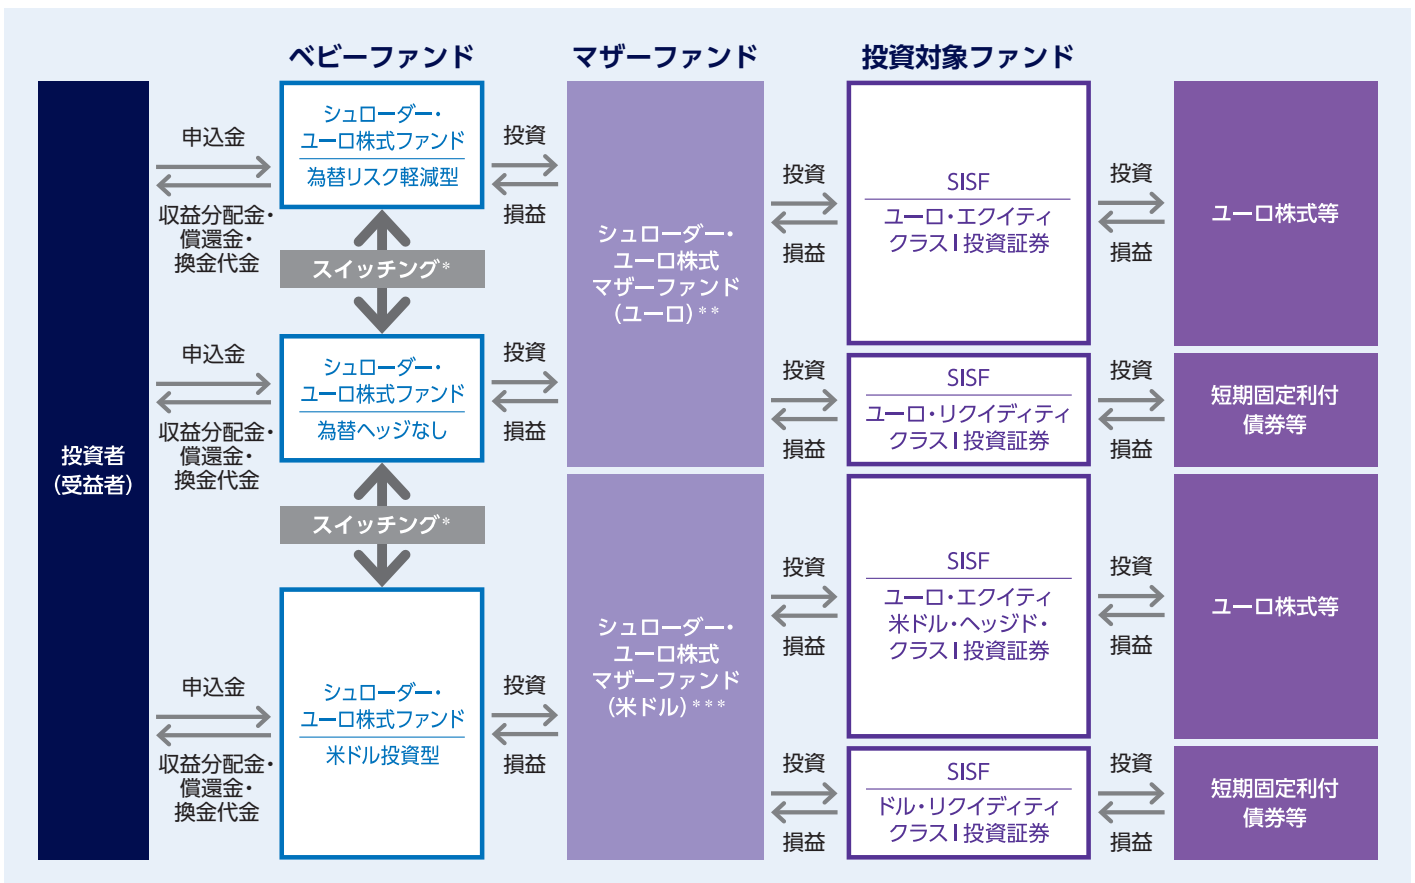 ベビーファンド
マザーファンド
投資対象ファンド
投資者
(受益者)
申込金
収益分配金・
償還金・
換金代金
シュローダー・
ユーロ株式ファンド
為替リスク軽減型
投資
損益
スイッチング*
申込金
収益分配金・
償還金・
換金代金
シュローダー・
ユーロ株式ファンド
為替ヘッジなし
投資
損益
スイッチング*
申込金
収益分配金・
償還金・
換金代金
シュローダー・
ユーロ株式ファンド
米ドル投資型
投資
損益
シュローダー・
ユーロ株式
マザーファンド
(ユーロ)**
投資
損益
SISF
ユーロ・エクイティ
クラスI投資証券
投資
損益
ユーロ株式等
投資
損益
SISF
ユーロ・リクイディティ
クラスI投資証券
投資
損益
短期固定利付
債券等
シュローダー・
ユーロ株式
マザーファンド
(米ドル)***
投資
損益
SISF
ユーロ・エクイティ
米ドル・ヘッジド・
クラスI投資証券
投資
損益
ユーロ株式等
投資
損益
SISF
ドル・リクイディティ
クラスI投資証券
投資
損益
短期固定利付
債券等